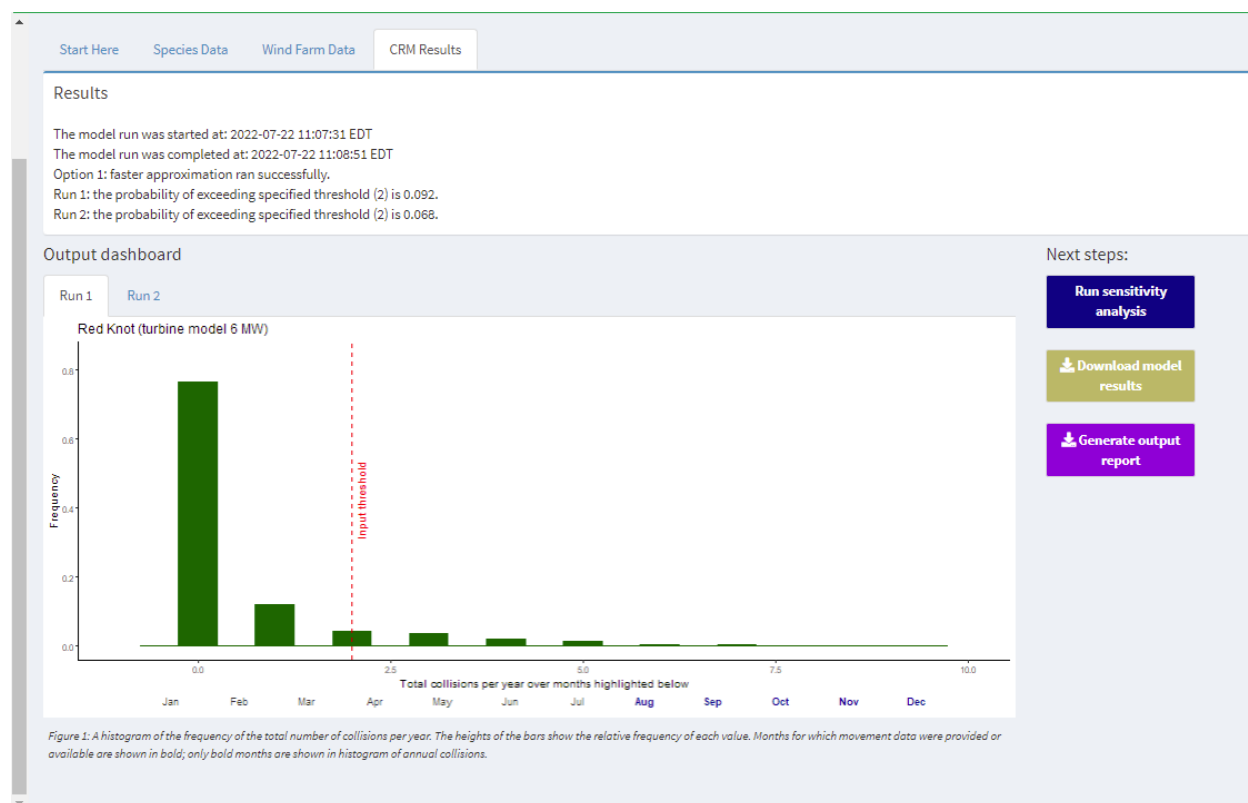 Start Here Species Data Wind Farm Data CRM Results
Results
The model run was started at: 2022-07-22 11:07:31 EDT
The model run was completed at: 2022-07-22 11:08:51 EDT
Option 1: faster approximation ran successfully.
Run 1: the probability of exceeding specified threshold (2) is 0.092.
Run 2: the probability of exceeding specified threshold (2) is 0.068.
Output dashboard
Run 1 Run 2
Red Knot (turbine model 6 MW)
Frequency
0.8
0.6
0.4
0.2
0.0
Input threshold
0.0 2.5 5.0 7.5 10.0
Total collisions per year over months highlighted below
Jan Feb Mar Apr May Jun Jul Aug Sep Oct Nov Dec
Figure 1: A histogram of the frequency of the total number of collisions per year. The heights of the bars show the relative frequency of each value. Months for which movement data were provided or
available are shown in bold; only bold months are shown in histogram of annual collisions.
Next steps:
Run sensitivity
analysis
Download model
results
Generate output
report